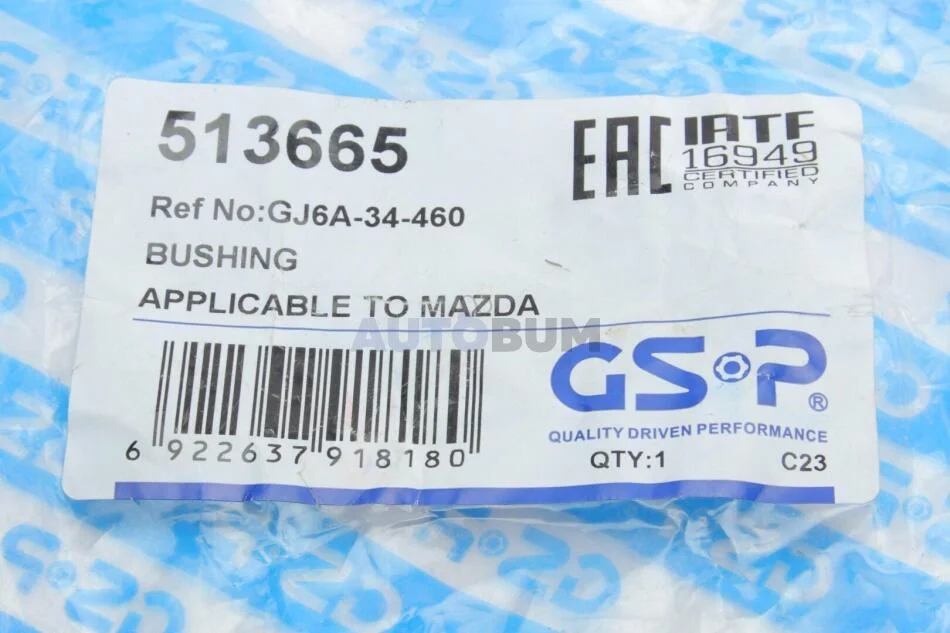 513665
EAC
IATF
16949
CERTIFIED
COMPANY
Ref No:GJ6A-34-460
BUSHING
APPLICABLE TO MAZDA
AUTOBUM
GSP®
QUALITY DRIVEN PERFORMANCE
6 922637 918180
QTY:1
C23